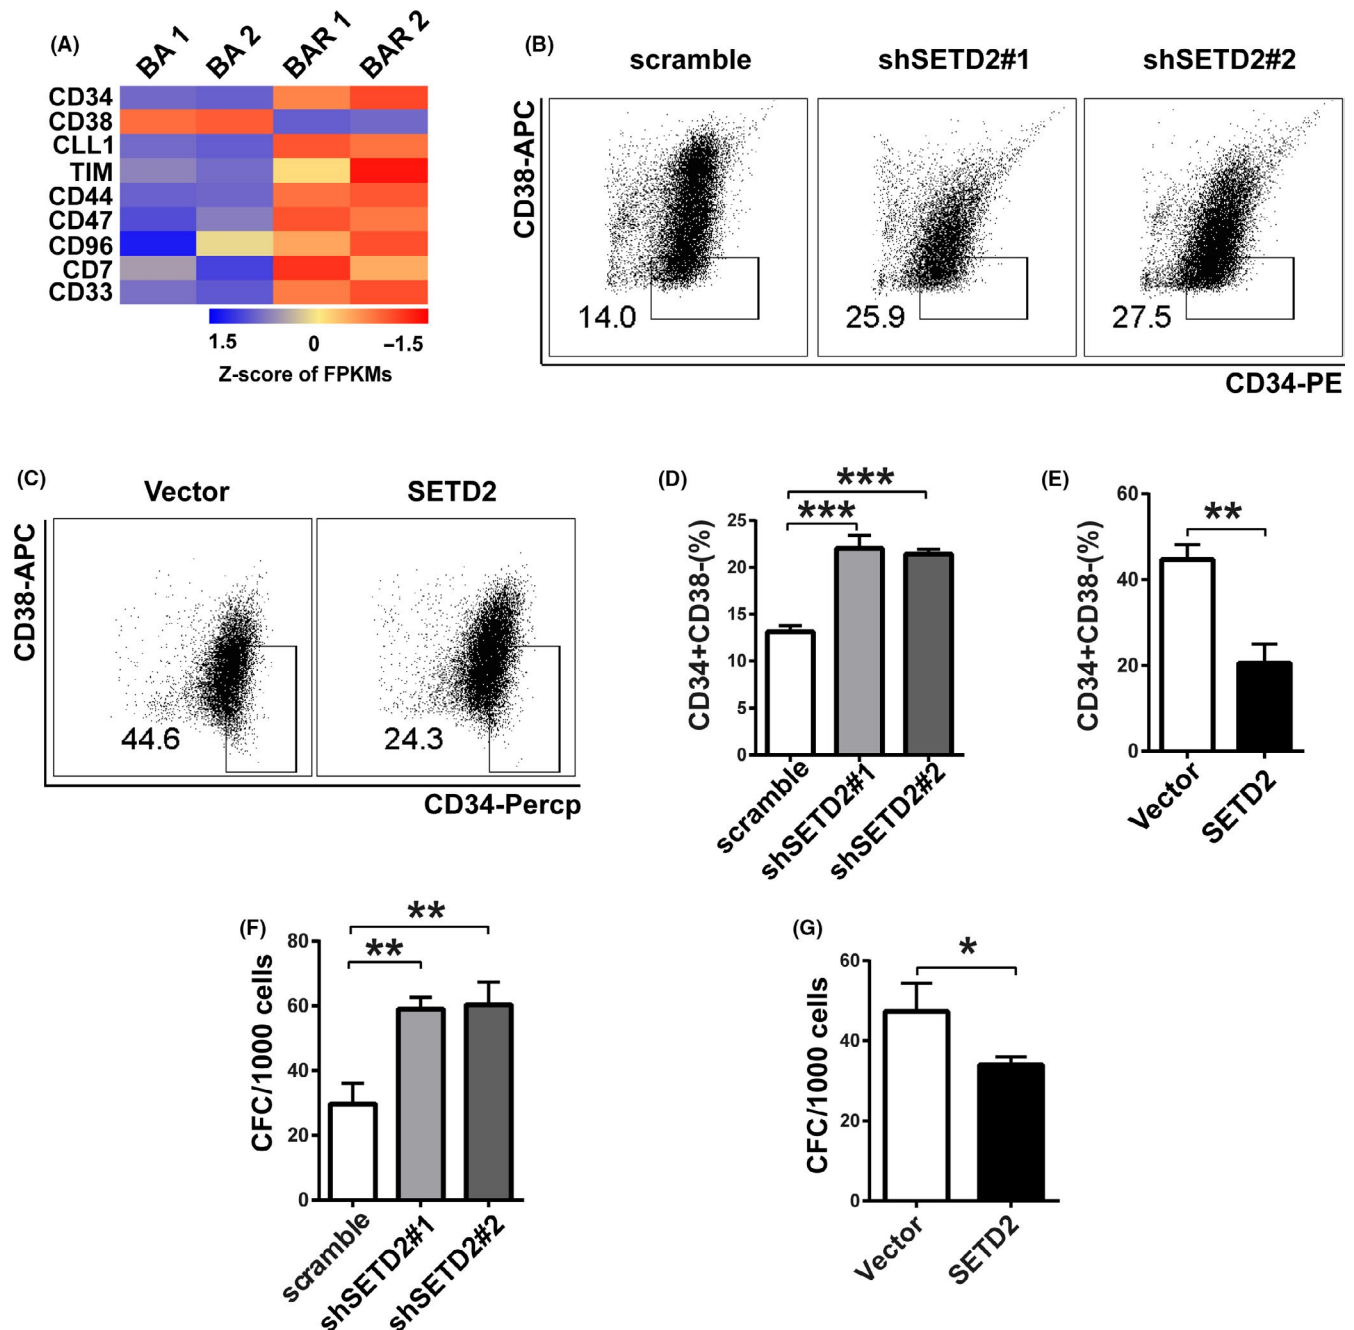 (A)
BA 1
BA 2
BAR 1
BAR 2
CD34
CD38
CLL1
TIM
CD44
CD47
CD96
CD7
CD33
1.5 0 −1.5
Z-score of FPKMs
(B)
scramble shSETD2#1 shSETD2#2
CD38-APC
14.0 25.9 27.5
CD34-PE
(C)
Vector SETD2
CD38-APC
44.6 24.3
CD34-Percp
(D)
***
***
CD34+CD38-(%)
25
20
15
10
5
0
scramble
shSETD2#1
shSETD2#2
(E)
**
CD34+CD38-(%)
60
40
20
0
Vector
SETD2
(F)
**
**
CFC/1000 cells
80
60
40
20
0
scramble
shSETD2#1
shSETD2#2
(G)
*
CFC/1000 cells
60
40
20
0
Vector
SETD2